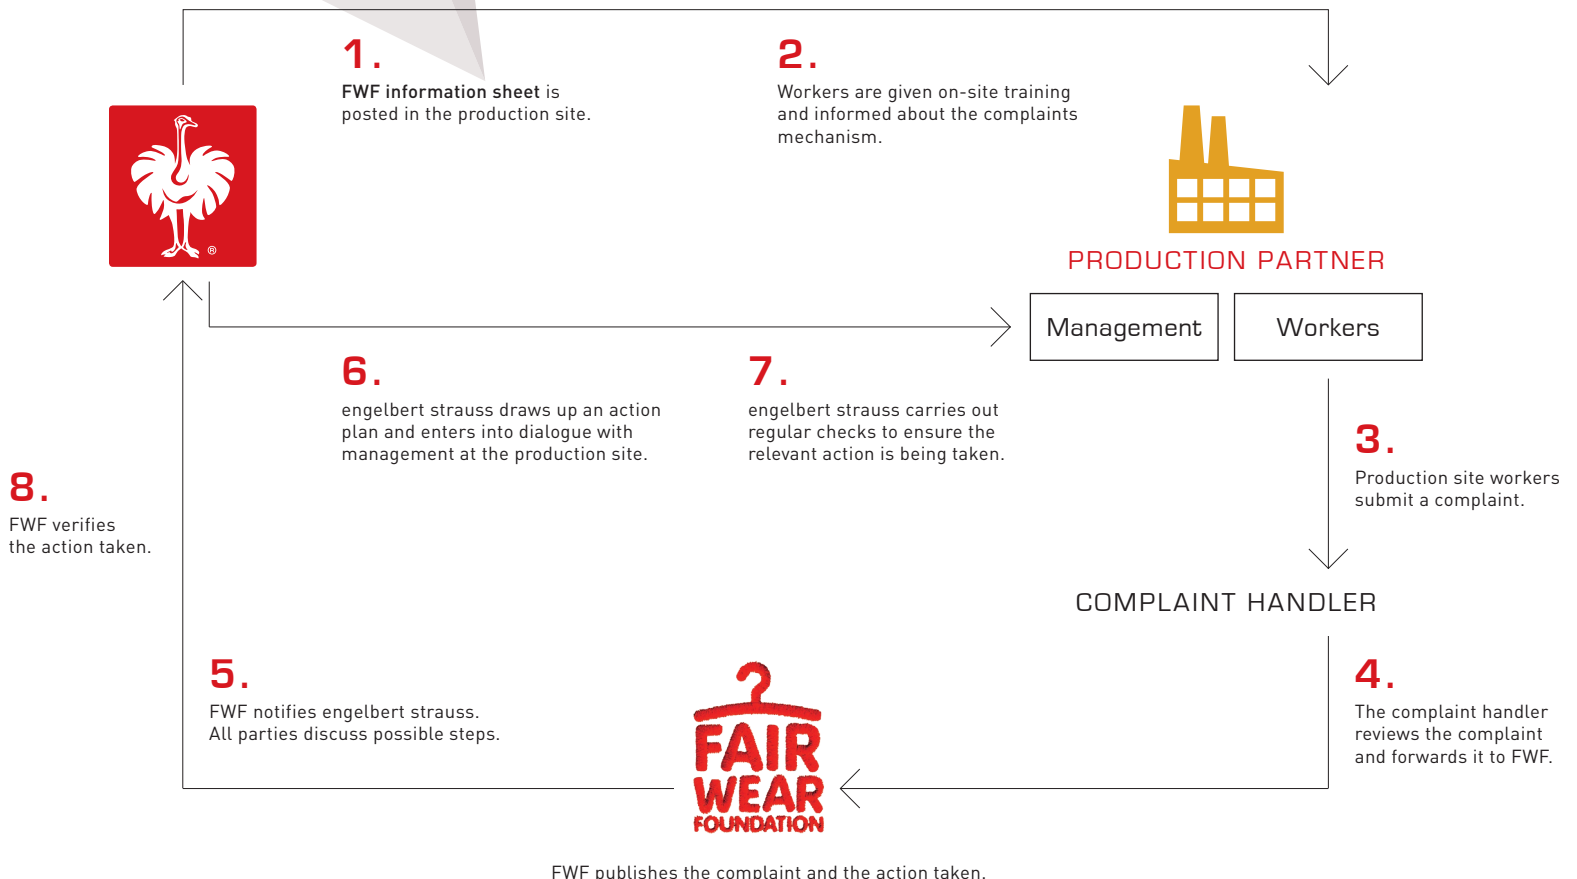 1.
FWF information sheet is
posted in the production site.
2.
Workers are given on-site training
and informed about the complaints
mechanism.
®
PRODUCTION PARTNER
Management
Workers
3.
Production site workers
submit a complaint.
COMPLAINT HANDLER
4.
The complaint handler
reviews the complaint
and forwards it to FWF.
5.
FWF notifies engelbert strauss.
All parties discuss possible steps.
FAIR
WEAR
FOUNDATION
FWF publishes the complaint and the action taken.
6.
engelbert strauss draws up an action
plan and enters into dialogue with
management at the production site.
7.
engelbert strauss carries out
regular checks to ensure the
relevant action is being taken.
8.
FWF verifies
the action taken.